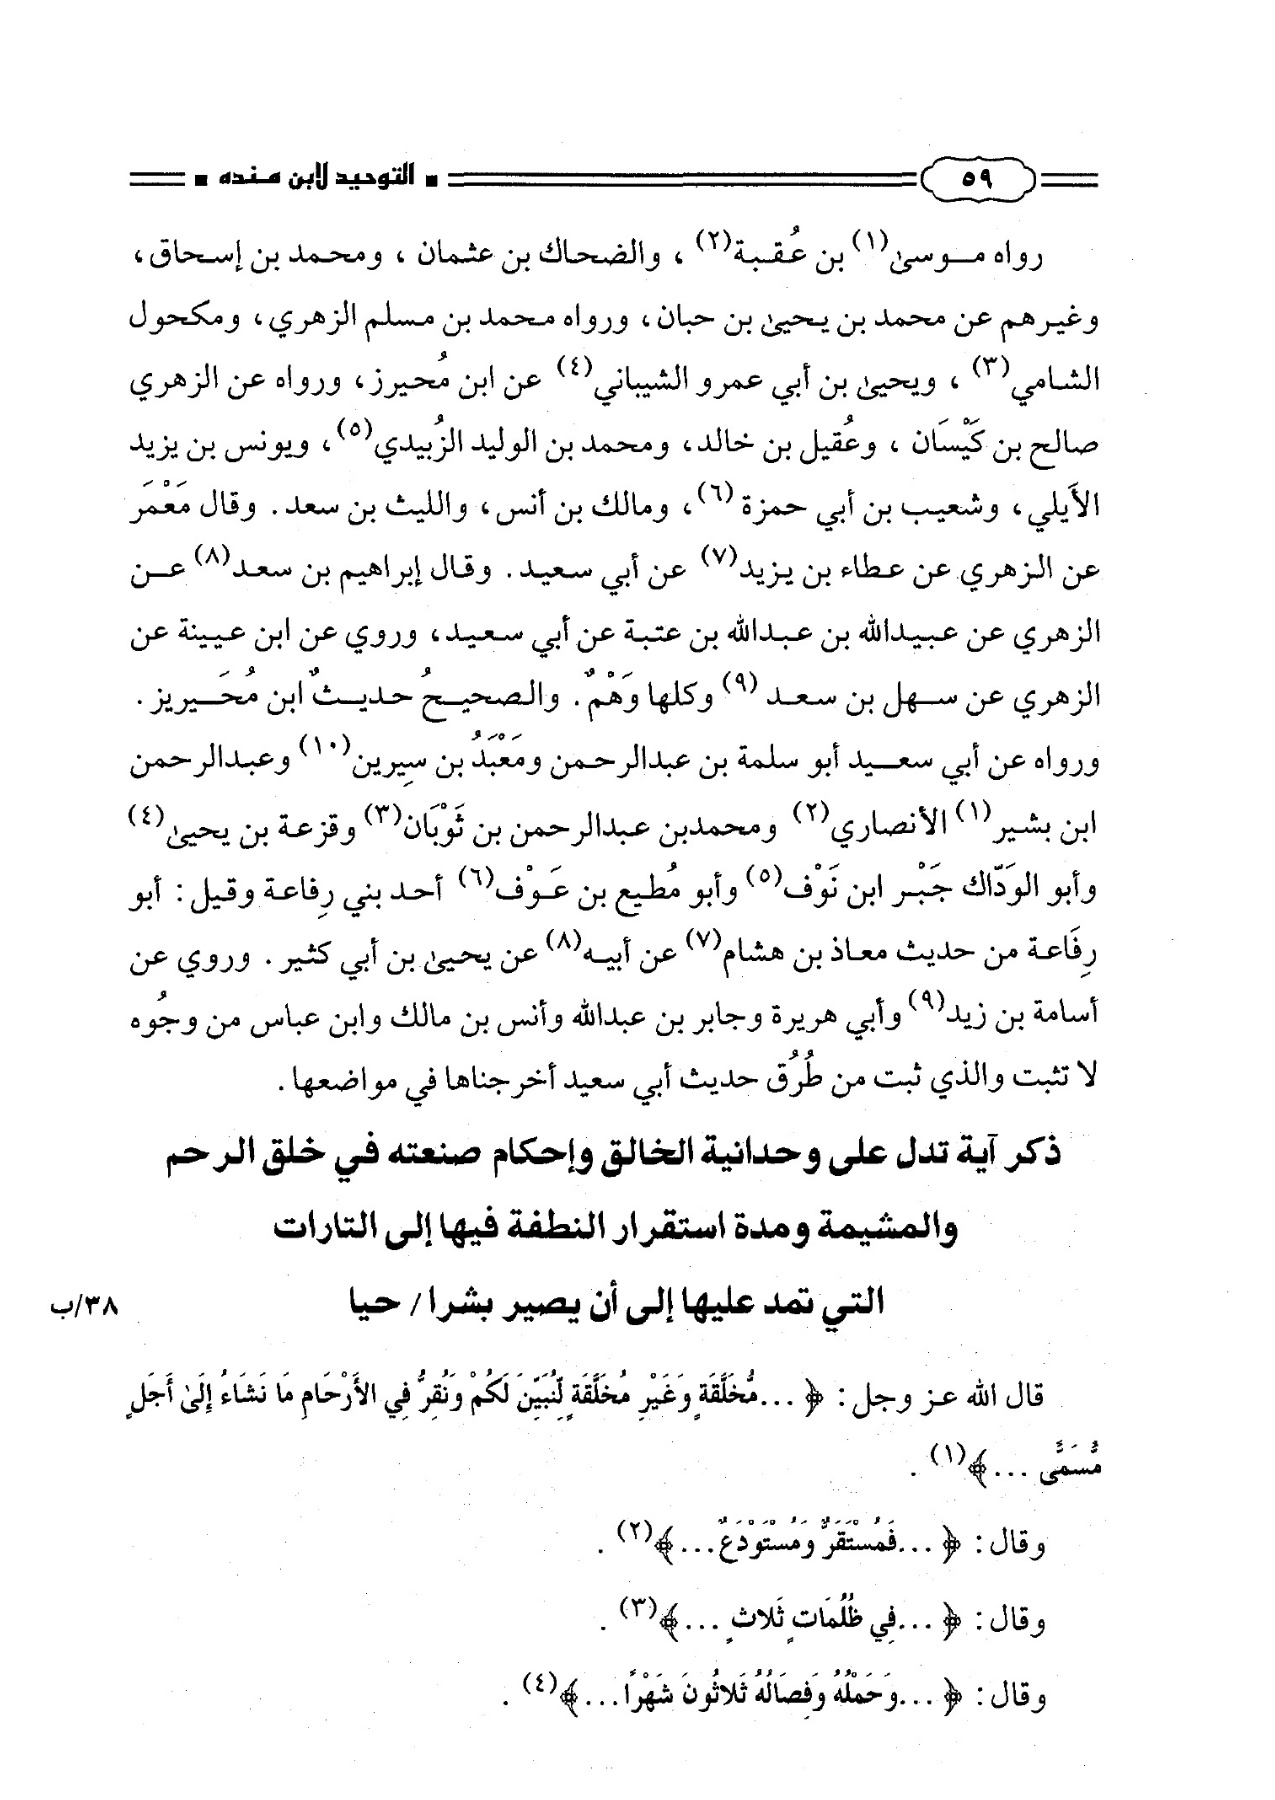 ٥٩ ■ التوحيد لابن منده ■
رواه موسىٰ(١) بن عُقبة(٢) ، والضحاك بن عثمان ، ومحمد بن إسحاق،
وغيرهم عن محمد بن يحيىٰ بن حبان، ورواه محمد بن مسلم الزهري، ومكحول
الشامي(٣) ، ويحيىٰ بن أبي عمرو الشيباني(٤) عن ابن مُحيرز، ورواه عن الزهري
صالح بن كَيْسَان ، وعُقيل بن خالد، ومحمد بن الوليد الزُبيدي(٥)، ويونس بن يزيد
الأَيلي، وشعيب بن أبي حمزة (٦)، ومالك بن أنس، والليث بن سعد. وقال مَعْمَر
عن الزهري عن عطاء بن يزيد(٧) عن أبي سعيد. وقال إبراهيم بن سعد(٨) عن
الزهري عن عبيدالله بن عبدالله بن عتبة عن أبي سعيد، وروي عن ابن عيينة عن
الزهري عن سهل بن سعد (٩) وكلها وَهْمٌ. والصحيحُ حديثٌ ابن مُحَيريز.
ورواه عن أبي سعيد أبو سلمة بن عبدالرحمن ومَعْبَدُ بن سِيرين(١٠) وعبدالرحمن
ابن بشير(١) الأنصاري(٢) ومحمدبن عبدالرحمن بن ثَوْبَان(٣) وقزعة بن يحيىٰ(٤)
وأبو الوَدّاك جَبْر ابن نَوْف(٥) وأبو مُطيع بن عَوْف(٦) أحد بني رِفاعة وقيل: أبو
رِفَاعة من حديث معاذ بن هشام(٧) عن أبيه(٨) عن يحيىٰ بن أبي كثير. وروي عن
أسامة بن زيد(٩) وأبي هريرة وجابر بن عبدالله وأنس بن مالك وابن عباس من وجُوه
لا تثبت والذي ثبت من طُرُق حديث أبي سعيد أخرجناها في مواضعها.
ذكر آية تدل على وحدانية الخالق وإحكام صنعته في خلق الرحم
والمشيمة ومدة استقرار النطفة فيها إلى التارات
التي تمد عليها إلى أن يصير بشرا / حيا
٣٨/ب
قال الله عز وجل: ﴿ ...مُّخَلَّقَةٍ وَغَيْرِ مُخَلَّقَةٍ لِّنُبَيِّنَ لَكُمْ وَنُقِرُّ فِي الأَرْحَامِ مَا نَشَاءُ إِلَىٰ أَجَلٍ
مُّسَمًّى ...﴾(١) .
وقال: ﴿ ...فَمُسْتَقَرٌّ وَمُسْتَوْدَعٌ...﴾(٢) .
وقال: ﴿ ...فِي ظُلُمَاتٍ ثَلاثٍ ...﴾(٣) .
وقال: ﴿ ...وَحَمْلُهُ وَفِصَالُهُ ثَلاثُونَ شَهْرًا...﴾(٤) .